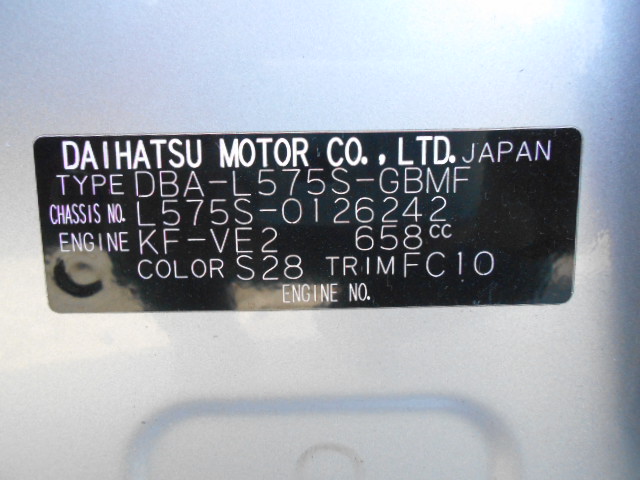 DAIHATSU MOTOR CO., LTD. JAPAN
TYPE DBA-L575S-GBMF
CHASSIS NO. L575S-0126242
ENGINE KF-VE2 658cc
COLOR S28 TRIM FC10
ENGINE NO.